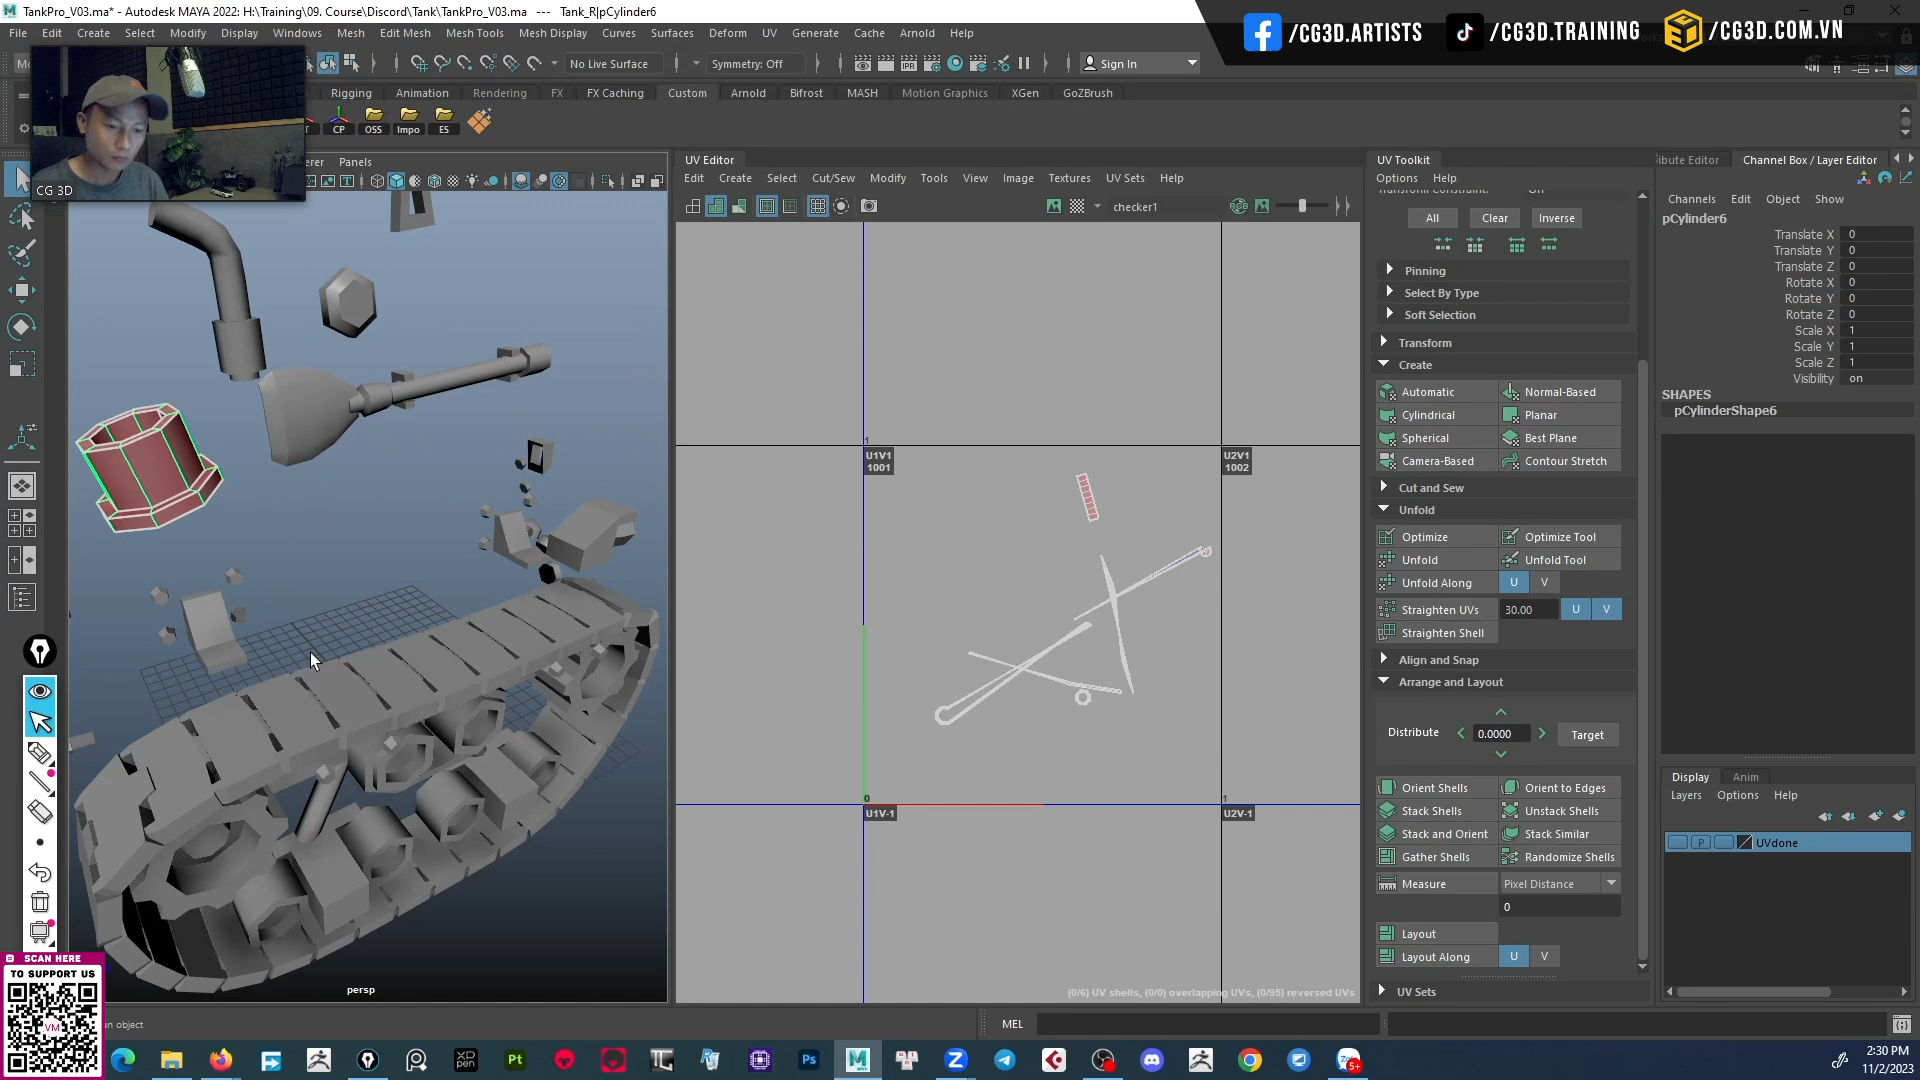 TankPro_V03.ma* - Autodesk MAYA 2022: H:\Training\09. Course\Discord\Tank\TankPro_V03.ma --- Tank_R|pCylinder6
/CG3D.ARTISTS
/CG3D.TRAINING
/CG3D.COM.VN
File Edit Create Select Modify Display Windows Mesh Edit Mesh Mesh Tools Mesh Display Curves Surfaces Deform UV Generate Cache Arnold Help
No Live Surface
Symmetry: Off
Sign In
Rigging Animation Rendering FX FX Caching Custom Arnold Bifrost MASH Motion Graphics XGen GoZBrush
CP OSS Impo ES
CG 3D
Panels
UV Editor
Edit Create Select Cut/Sew Modify Tools View Image Textures UV Sets Help
checker1
UV Toolkit
Options Help
All Clear Inverse
Pinning
Select By Type
Soft Selection
Transform
Create
Automatic Normal-Based
Cylindrical Planar
Spherical Best Plane
Camera-Based Contour Stretch
Cut and Sew
Unfold
Optimize Optimize Tool
Unfold Unfold Tool
Unfold Along U V
Straighten UVs 30.00 U V
Straighten Shell
Align and Snap
Arrange and Layout
Distribute 0.0000 Target
Orient Shells Orient to Edges
Stack Shells Unstack Shells
Stack and Orient Stack Similar
Gather Shells Randomize Shells
Measure Pixel Distance
0
Layout
Layout Along U V
UV Sets
ibute Editor
Channel Box / Layer Editor
Channels Edit Object Show
pCylinder6
Translate X 0
Translate Y 0
Translate Z 0
Rotate X 0
Rotate Y 0
Rotate Z 0
Scale X 1
Scale Y 1
Scale Z 1
Visibility on
SHAPES
pCylinderShape6
Display Anim
Layers Options Help
P UVdone
1
U1V1
1001
U2V1
1002
0
U1V-1
1
U2V-1
(0/6) UV shells, (0/0) overlapping UVs, (0/95) reversed UVs
persp
SCAN HERE
TO SUPPORT US
VM
an object
MEL
Pt
Ps
5+
2:30 PM
11/2/2023